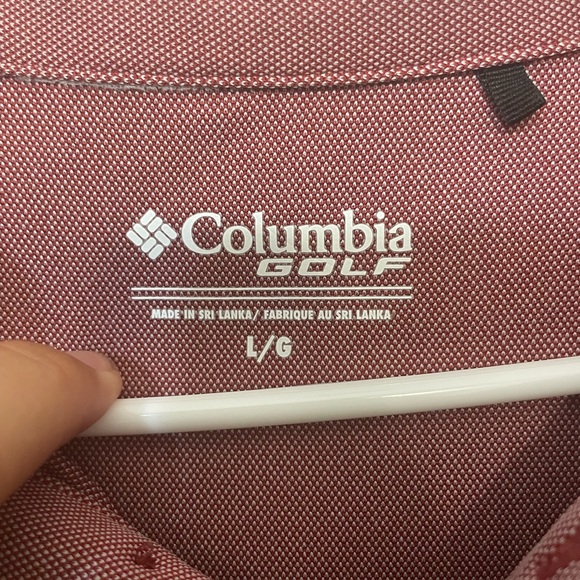 Columbia
GOLF
MADE IN SRI LANKA/ FABRIQUE AU SRI LANKA
L/G